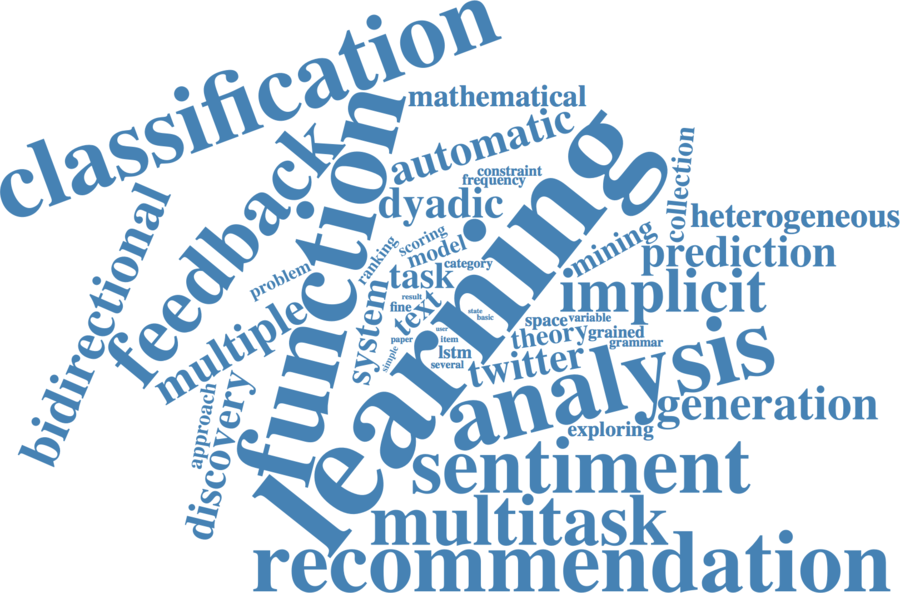 classification
mathematical
feedback
function
automatic
learning
constraint
frequency
collection
dyadic
heterogeneous
bidirectional
scoring
ranking
model
mining
prediction
category
problem
task
implicit
result
fine
text
system
multiple
state
basic
space
variable
user
item
paper
simple
theory
grained
grammar
lstm
several
twitter
analysis
approach
discovery
generation
exploring
sentiment
multitask
recommendation